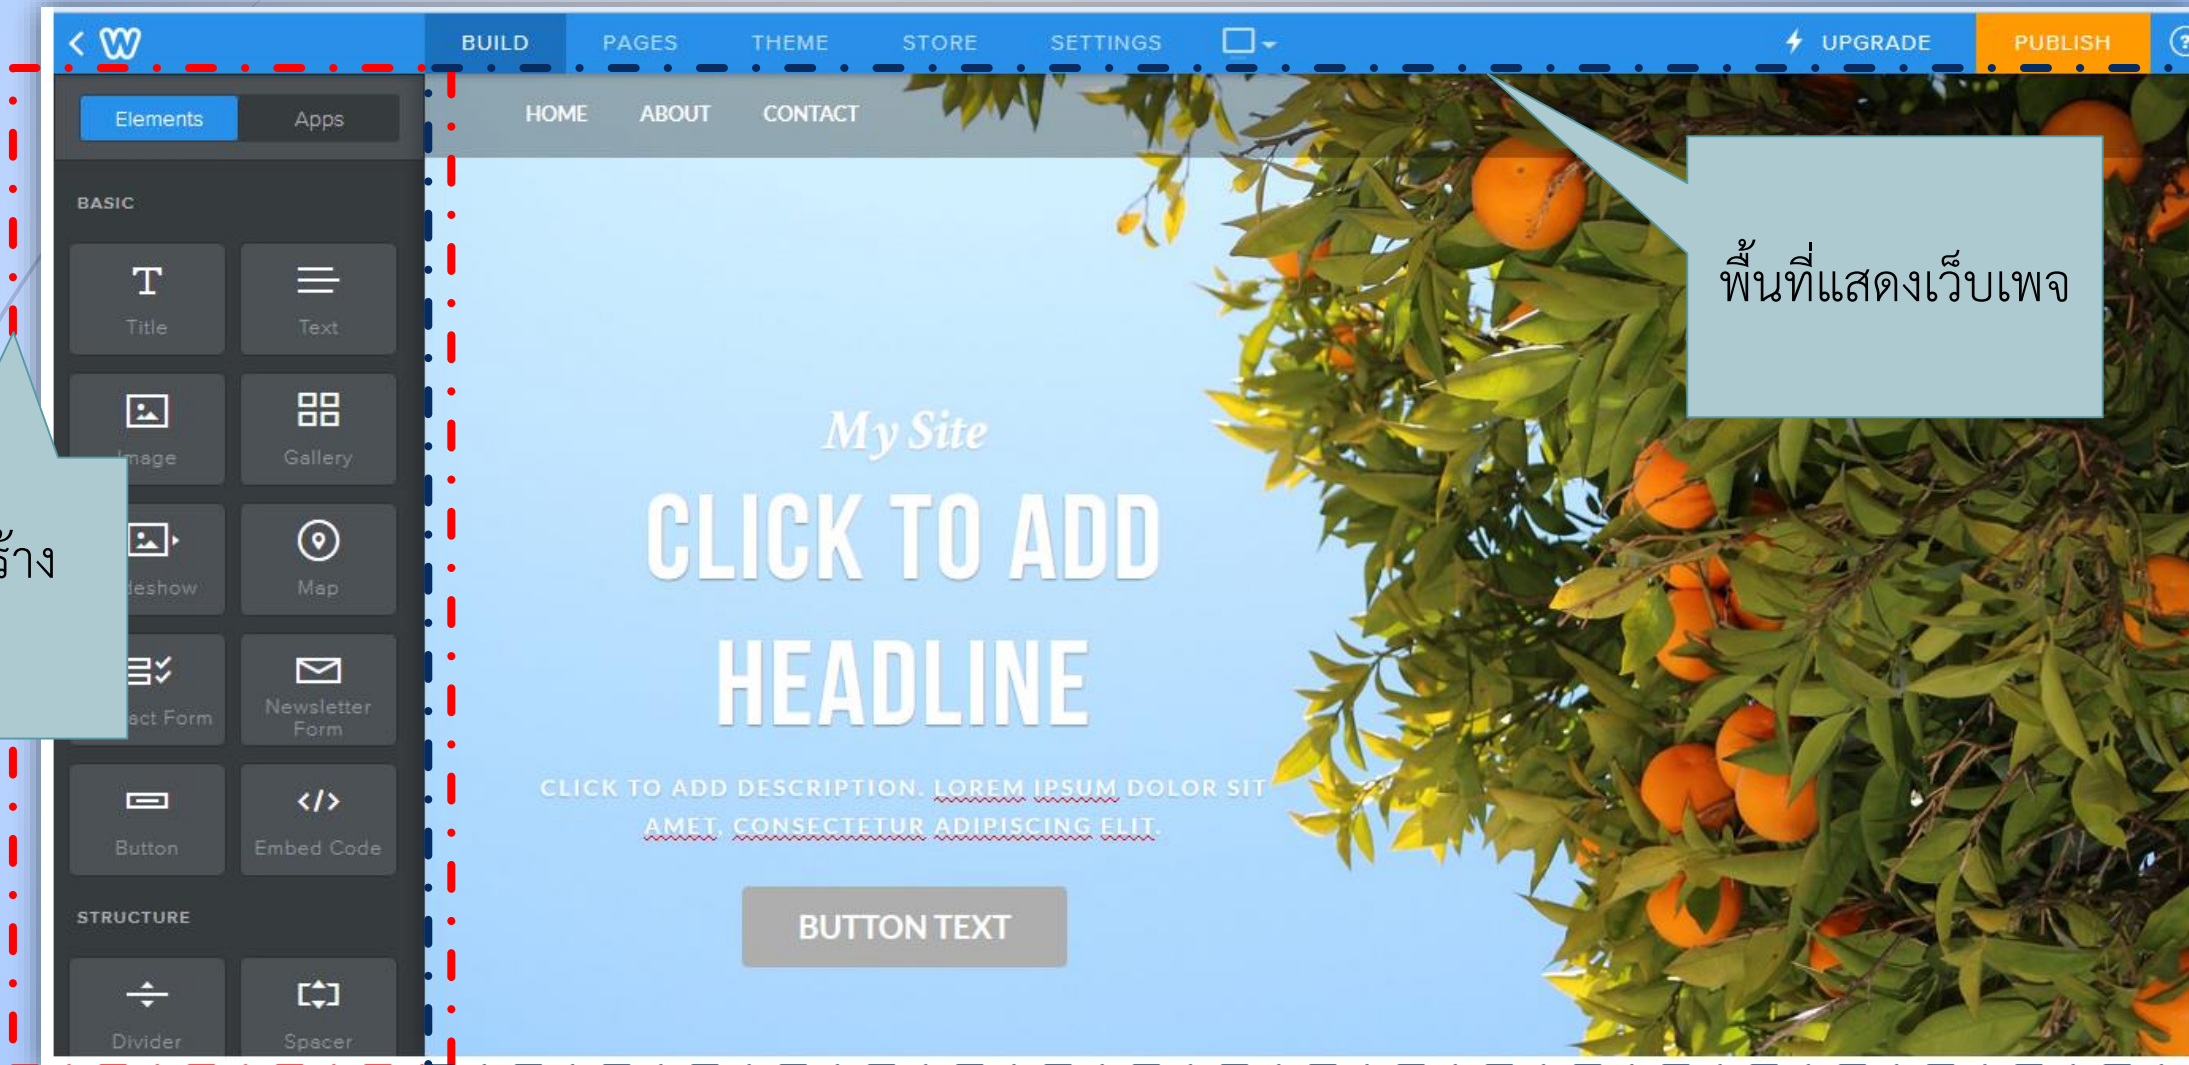 BUILD PAGES THEME STORE SETTINGS UPGRADE PUBLISH ?
Elements Apps
HOME ABOUT CONTACT
BASIC
Title Text
Image Gallery
Map
Form
Newsletter
Form
Button Embed Code
STRUCTURE
Divider Spacer
พื้นที่แสดงเว็บเพจ
My Site
CLICK TO ADD
HEADLINE
CLICK TO ADD DESCRIPTION. LOREM IPSUM DOLOR SIT
AMET, CONSECTETUR ADIPISCING ELIT.
BUTTON TEXT